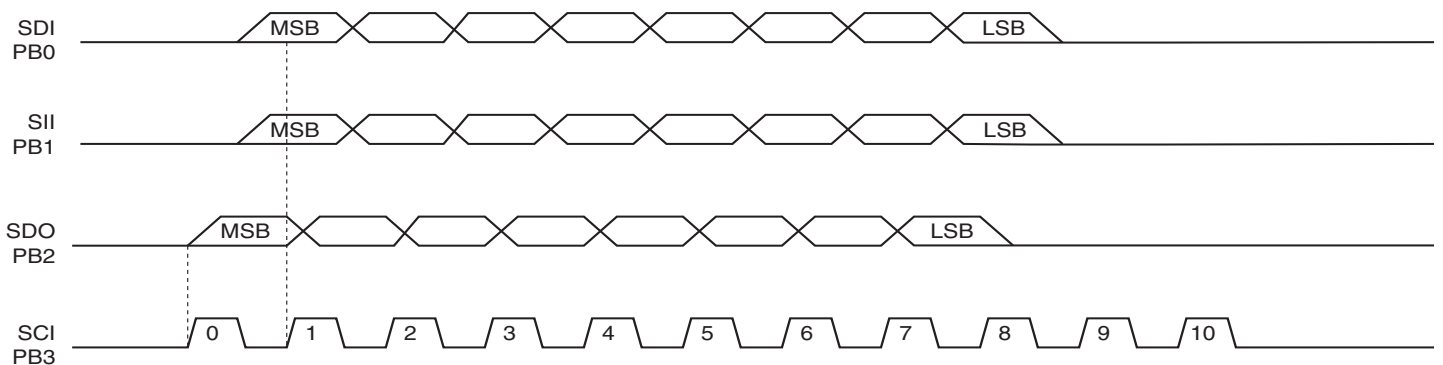 SDI
PB0
MSB
LSB
SII
PB1
MSB
LSB
SDO
PB2
MSB
LSB
SCI
PB3
0 1 2 3 4 5 6 7 8 9 10